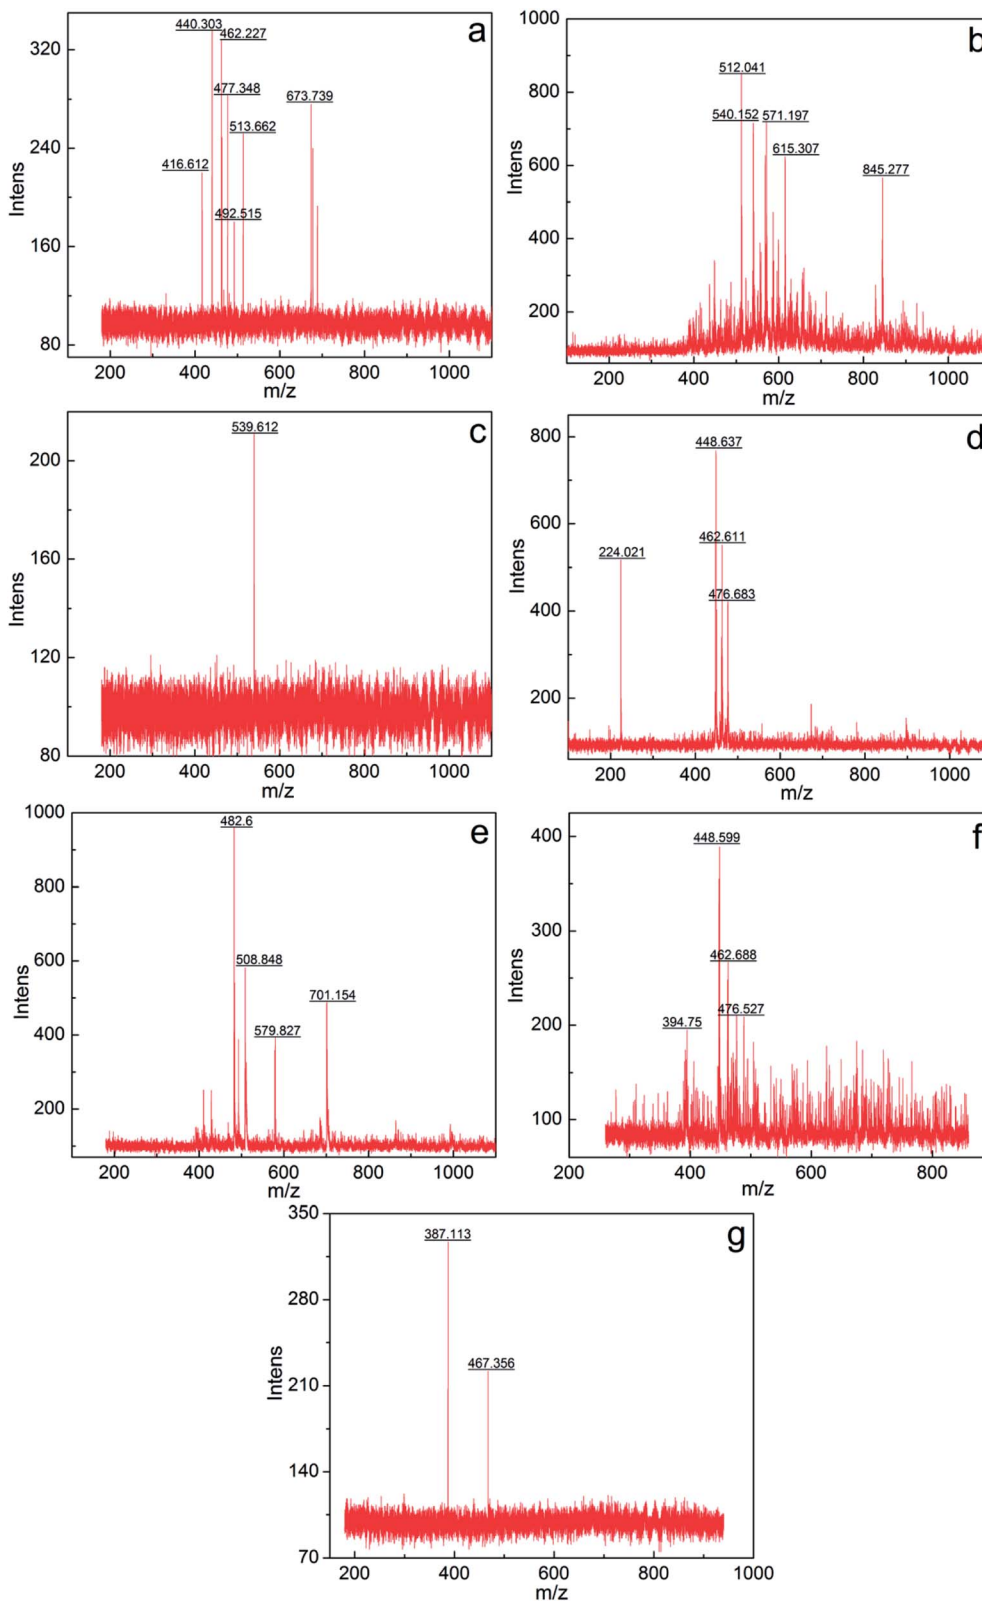 a
440.303
462.227
477.348
673.739
513.662
416.612
492.515
320
240
160
80
Intens
200 400 600 800 1000
m/z
b
512.041
540.152 571.197
615.307
845.277
1000
800
600
400
200
Intens
200 400 600 800 1000
m/z
c
539.612
200
160
120
80
Intens
200 400 600 800 1000
m/z
d
448.637
462.611
224.021
476.683
800
600
400
200
Intens
200 400 600 800 1000
m/z
e
482.6
508.848
701.154
579.827
1000
800
600
400
200
Intens
200 400 600 800 1000
m/z
f
448.599
462.688
476.527
394.75
400
300
200
100
Intens
200 400 600 800
m/z
g
387.113
467.356
350
280
210
140
70
Intens
200 400 600 800 1000
m/z